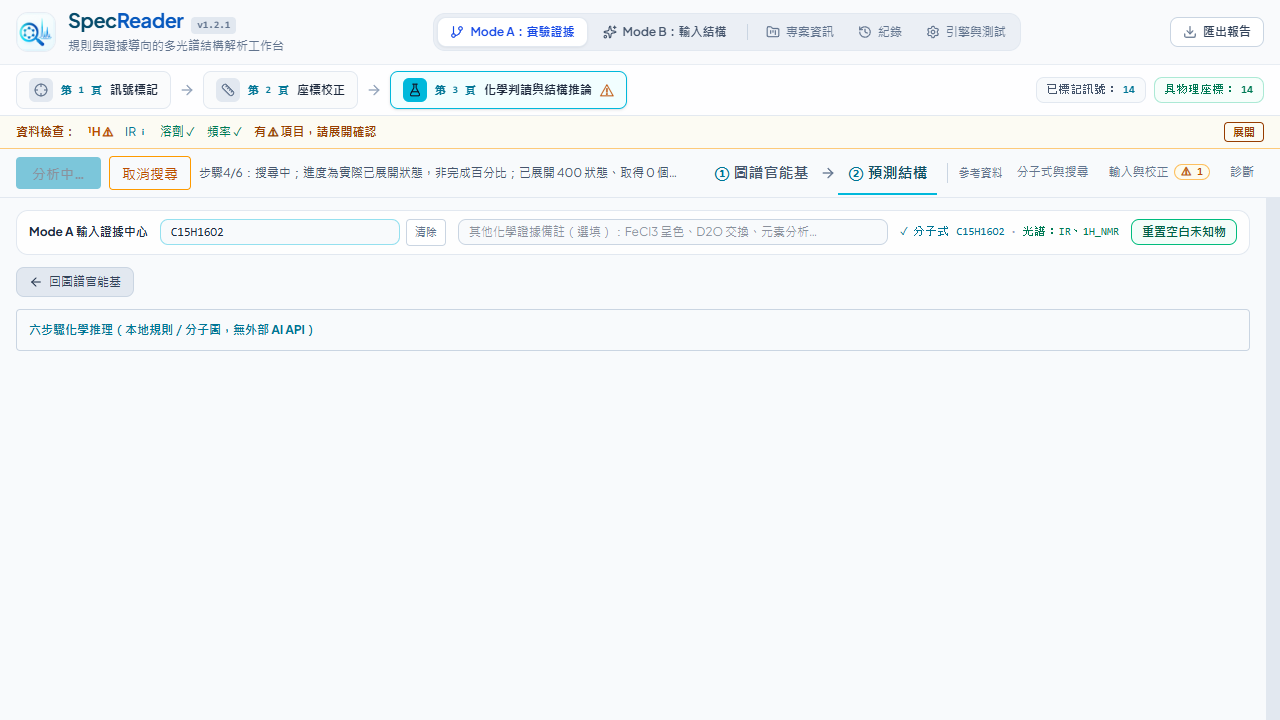 SpecReader v1.2.1
規則與證據導向的多光譜結構解析工作台
Mode A：實驗證據
Mode B：輸入結構
專案資訊
紀錄
引擎與測試
匯出報告
第 1 頁 訊號標記
第 2 頁 座標校正
第 3 頁 化學判讀與結構推論
已標記訊號： 14
具物理座標： 14
資料檢查： ¹H⚠ IR ℹ 溶劑✓ 頻率✓ 有⚠項目，請展開確認
展開
分析中…
取消搜尋
步驟4/6：搜尋中；進度為實際已展開狀態，非完成百分比；已展開 400 狀態、取得 0 個…
① 圖譜官能基 → ② 預測結構
參考資料
分子式與搜尋
輸入與校正 ⚠ 1
診斷
Mode A 輸入證據中心
C15H16O2
清除
其他化學證據備註（選填）：FeCl3 呈色、D2O 交換、元素分析…
✓ 分子式 C15H16O2 · 光譜：IR、1H_NMR
重置空白未知物
← 回圖譜官能基
六步驟化學推理（本地規則 / 分子圖，無外部 AI API）